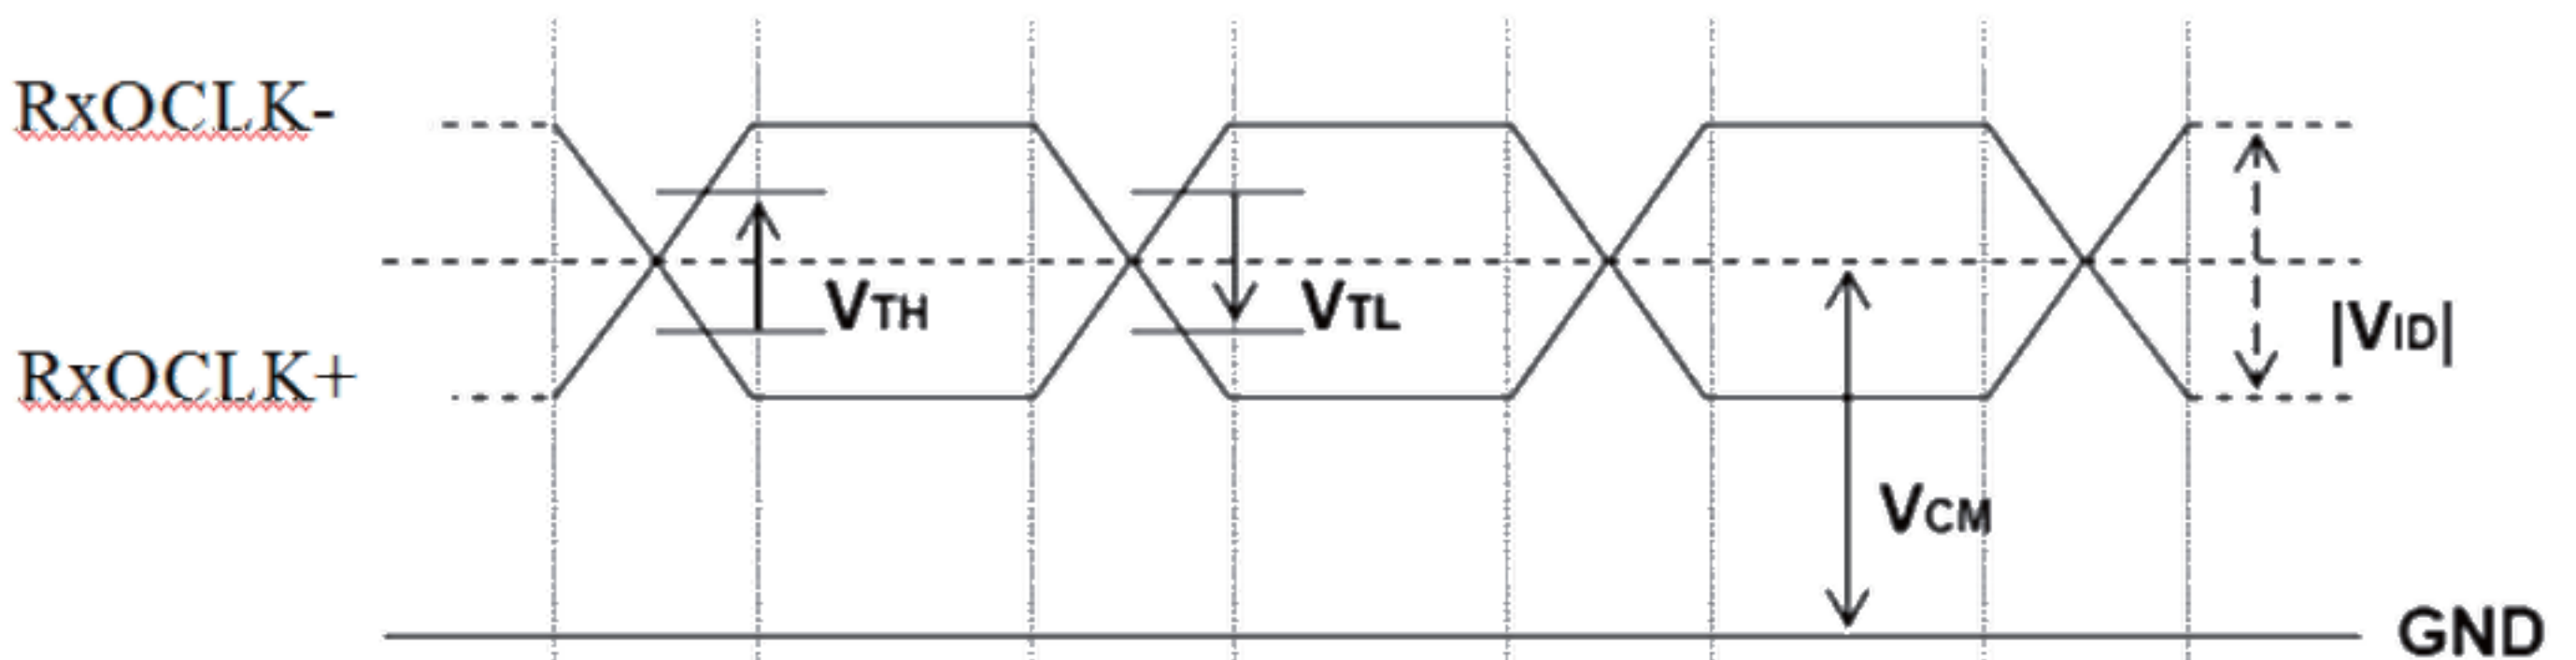 RxOCLK-
VTH
VTL
|VID|
RxOCLK+
VCM
GND